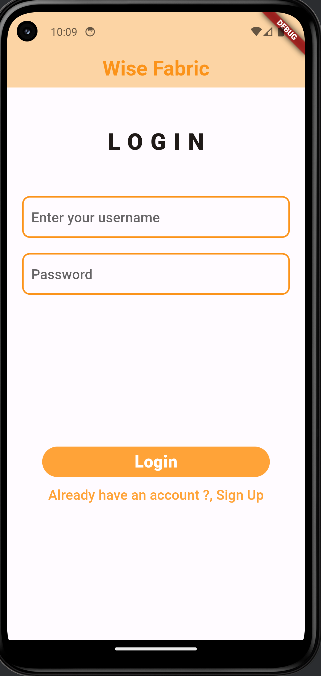 10:09
DEBUG
Wise Fabric
LOGIN
Enter your username
Password
Login
Already have an account ?, Sign Up